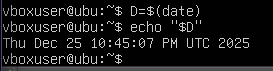 vboxuser@ubu:~$ D=$(date)
vboxuser@ubu:~$ echo "$D"
Thu Dec 25 10:45:07 PM UTC 2025
vboxuser@ubu:~$